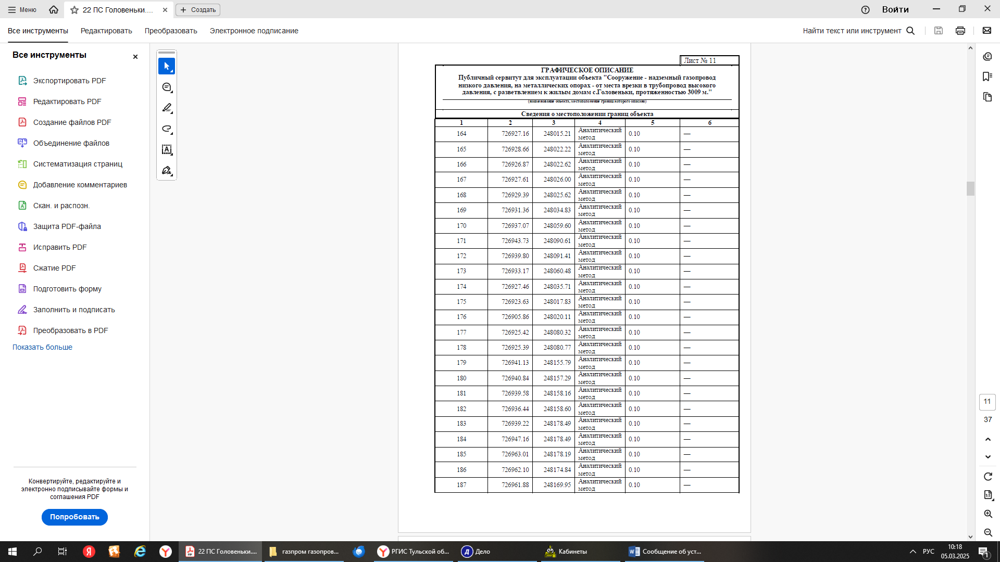 Меню
22 ПС Головеньки....
Создать
Войти
Все инструменты
Редактировать
Преобразовать
Электронное подписание
Найти текст или инструмент
Все инструменты
Экспортировать PDF
Редактировать PDF
Создание файлов PDF
Объединение файлов
Систематизация страниц
Добавление комментариев
Скан. и распозн.
Защита PDF-файла
Исправить PDF
Сжатие PDF
Подготовить форму
Заполнить и подписать
Преобразовать в PDF
Показать больше
Конвертируйте, редактируйте и
электронно подписывайте формы и
соглашения PDF
Попробовать
Лист № 11
ГРАФИЧЕСКОЕ ОПИСАНИЕ
Публичный сервитут для эксплуатации объекта "Сооружение - надземный газопровод
низкого давления, на металлических опорах - от места врезки в трубопровод высокого
давления, с разветвлением к жилым домам с.Головеньки, протяженностью 3009 м."
(наименование объекта, местоположение границ которого описано)
Сведения о местоположении границ объекта
1 2 3 4 5 6
164 726927.16 248015.21 Аналитический метод 0.10 —
165 726928.66 248022.22 Аналитический метод 0.10 —
166 726926.87 248022.62 Аналитический метод 0.10 —
167 726927.61 248026.00 Аналитический метод 0.10 —
168 726929.39 248025.62 Аналитический метод 0.10 —
169 726931.36 248034.83 Аналитический метод 0.10 —
170 726937.07 248059.60 Аналитический метод 0.10 —
171 726943.73 248090.61 Аналитический метод 0.10 —
172 726939.80 248091.41 Аналитический метод 0.10 —
173 726933.17 248060.48 Аналитический метод 0.10 —
174 726927.46 248035.71 Аналитический метод 0.10 —
175 726923.63 248017.83 Аналитический метод 0.10 —
176 726905.86 248020.11 Аналитический метод 0.10 —
177 726925.42 248080.32 Аналитический метод 0.10 —
178 726925.39 248080.77 Аналитический метод 0.10 —
179 726941.13 248155.79 Аналитический метод 0.10 —
180 726940.84 248157.29 Аналитический метод 0.10 —
181 726939.58 248158.16 Аналитический метод 0.10 —
182 726936.44 248158.60 Аналитический метод 0.10 —
183 726939.22 248178.49 Аналитический метод 0.10 —
184 726947.16 248178.49 Аналитический метод 0.10 —
185 726963.01 248178.19 Аналитический метод 0.10 —
186 726962.10 248174.84 Аналитический метод 0.10 —
187 726961.88 248169.95 Аналитический метод 0.10 —
11
37
22 ПС Головеньки....
газпром газопров...
РГИС Тульской об...
Дело
Кабинеты
Сообщение об уст...
РУС
10:18
05.03.2025
1